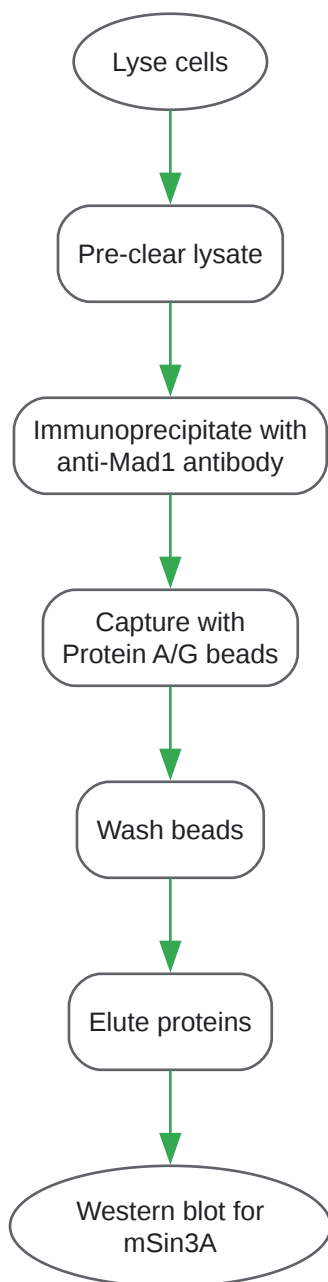 Lyse cells
Pre-clear lysate
Immunoprecipitate with
anti-Mad1 antibody
Capture with
Protein A/G beads
Wash beads
Elute proteins
Western blot for
mSin3A